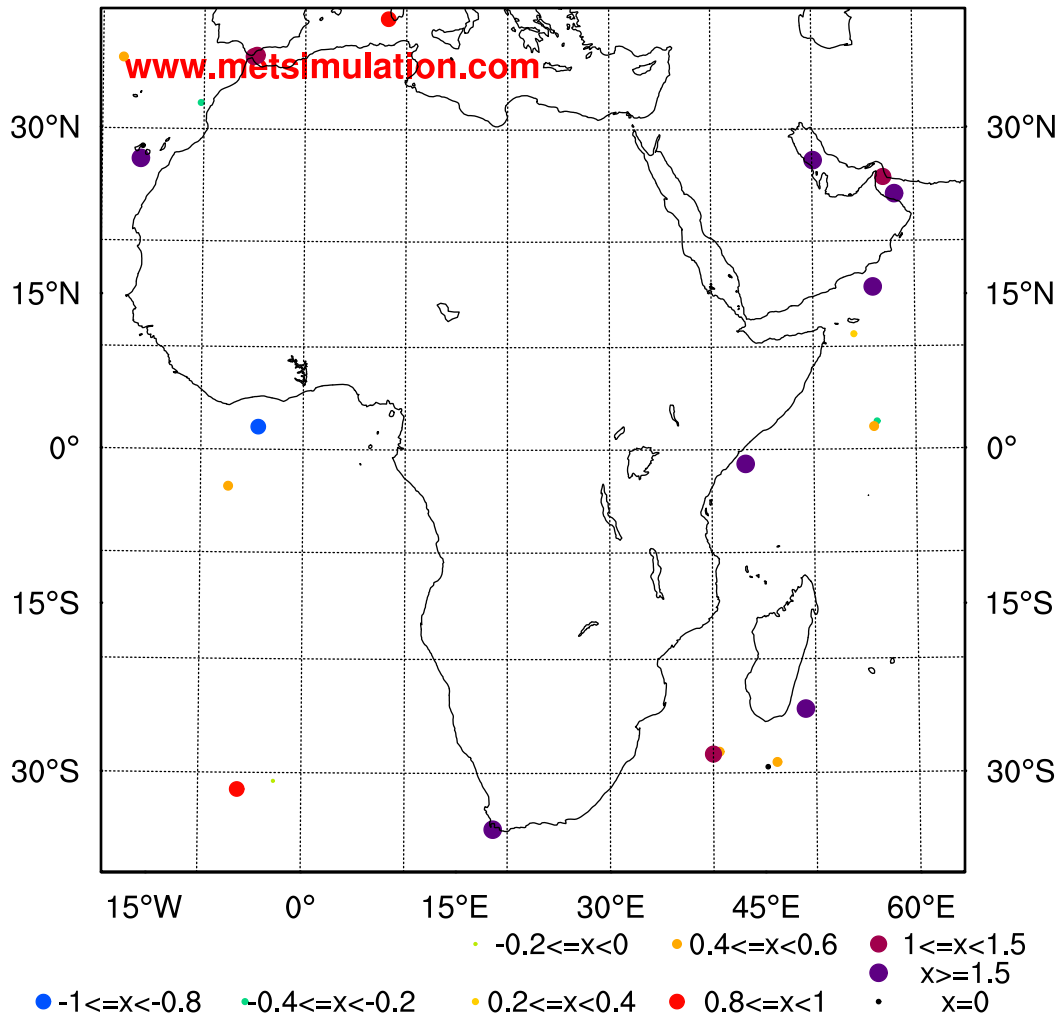 www.metsimulation.com
30°N 30°N
15°N 15°N
0° 0°
15°S 15°S
30°S 30°S
15°W 0° 15°E 30°E 45°E 60°E
-0.2<=x<0 0.4<=x<0.6 1<=x<1.5
x>=1.5
-1<=x<-0.8 -0.4<=x<-0.2 0.2<=x<0.4 0.8<=x<1 x=0